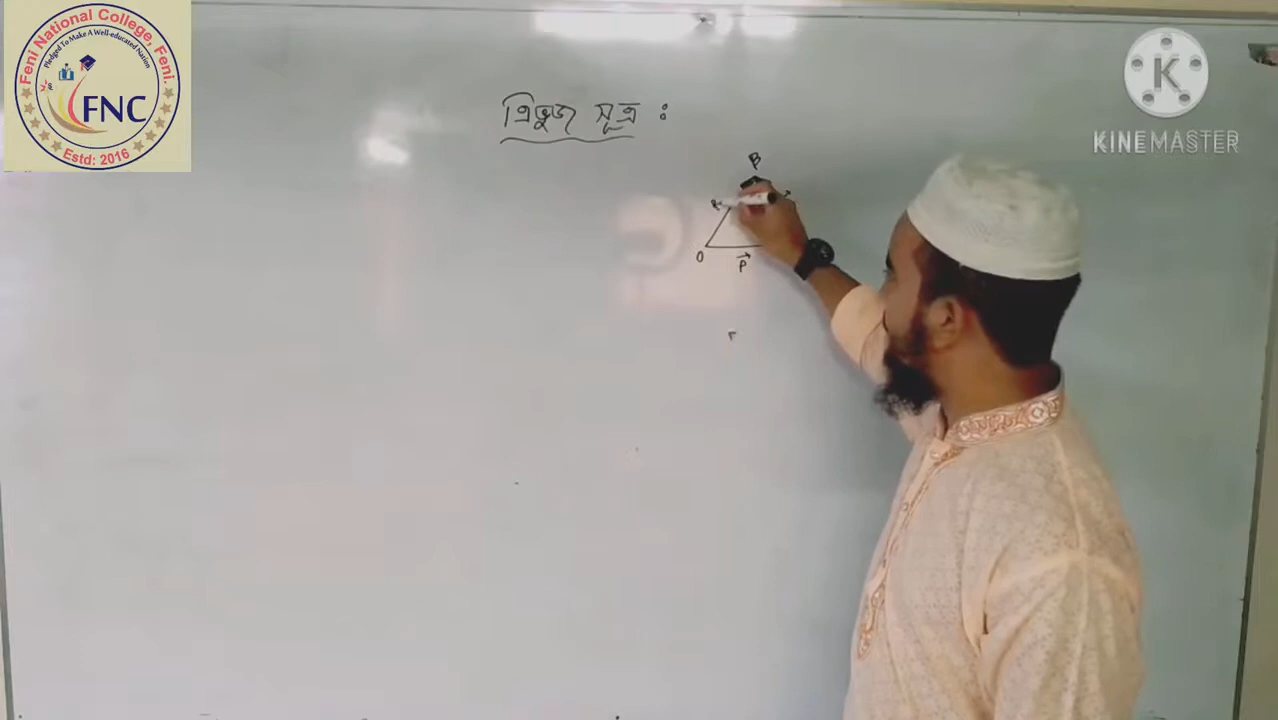 Feni National College, Feni.
Pledged To Make A Well-educated Nation
FNC
Estd: 2016
K
KINEMASTER
ত্রিভুজ সূত্র :
B
R
O
P